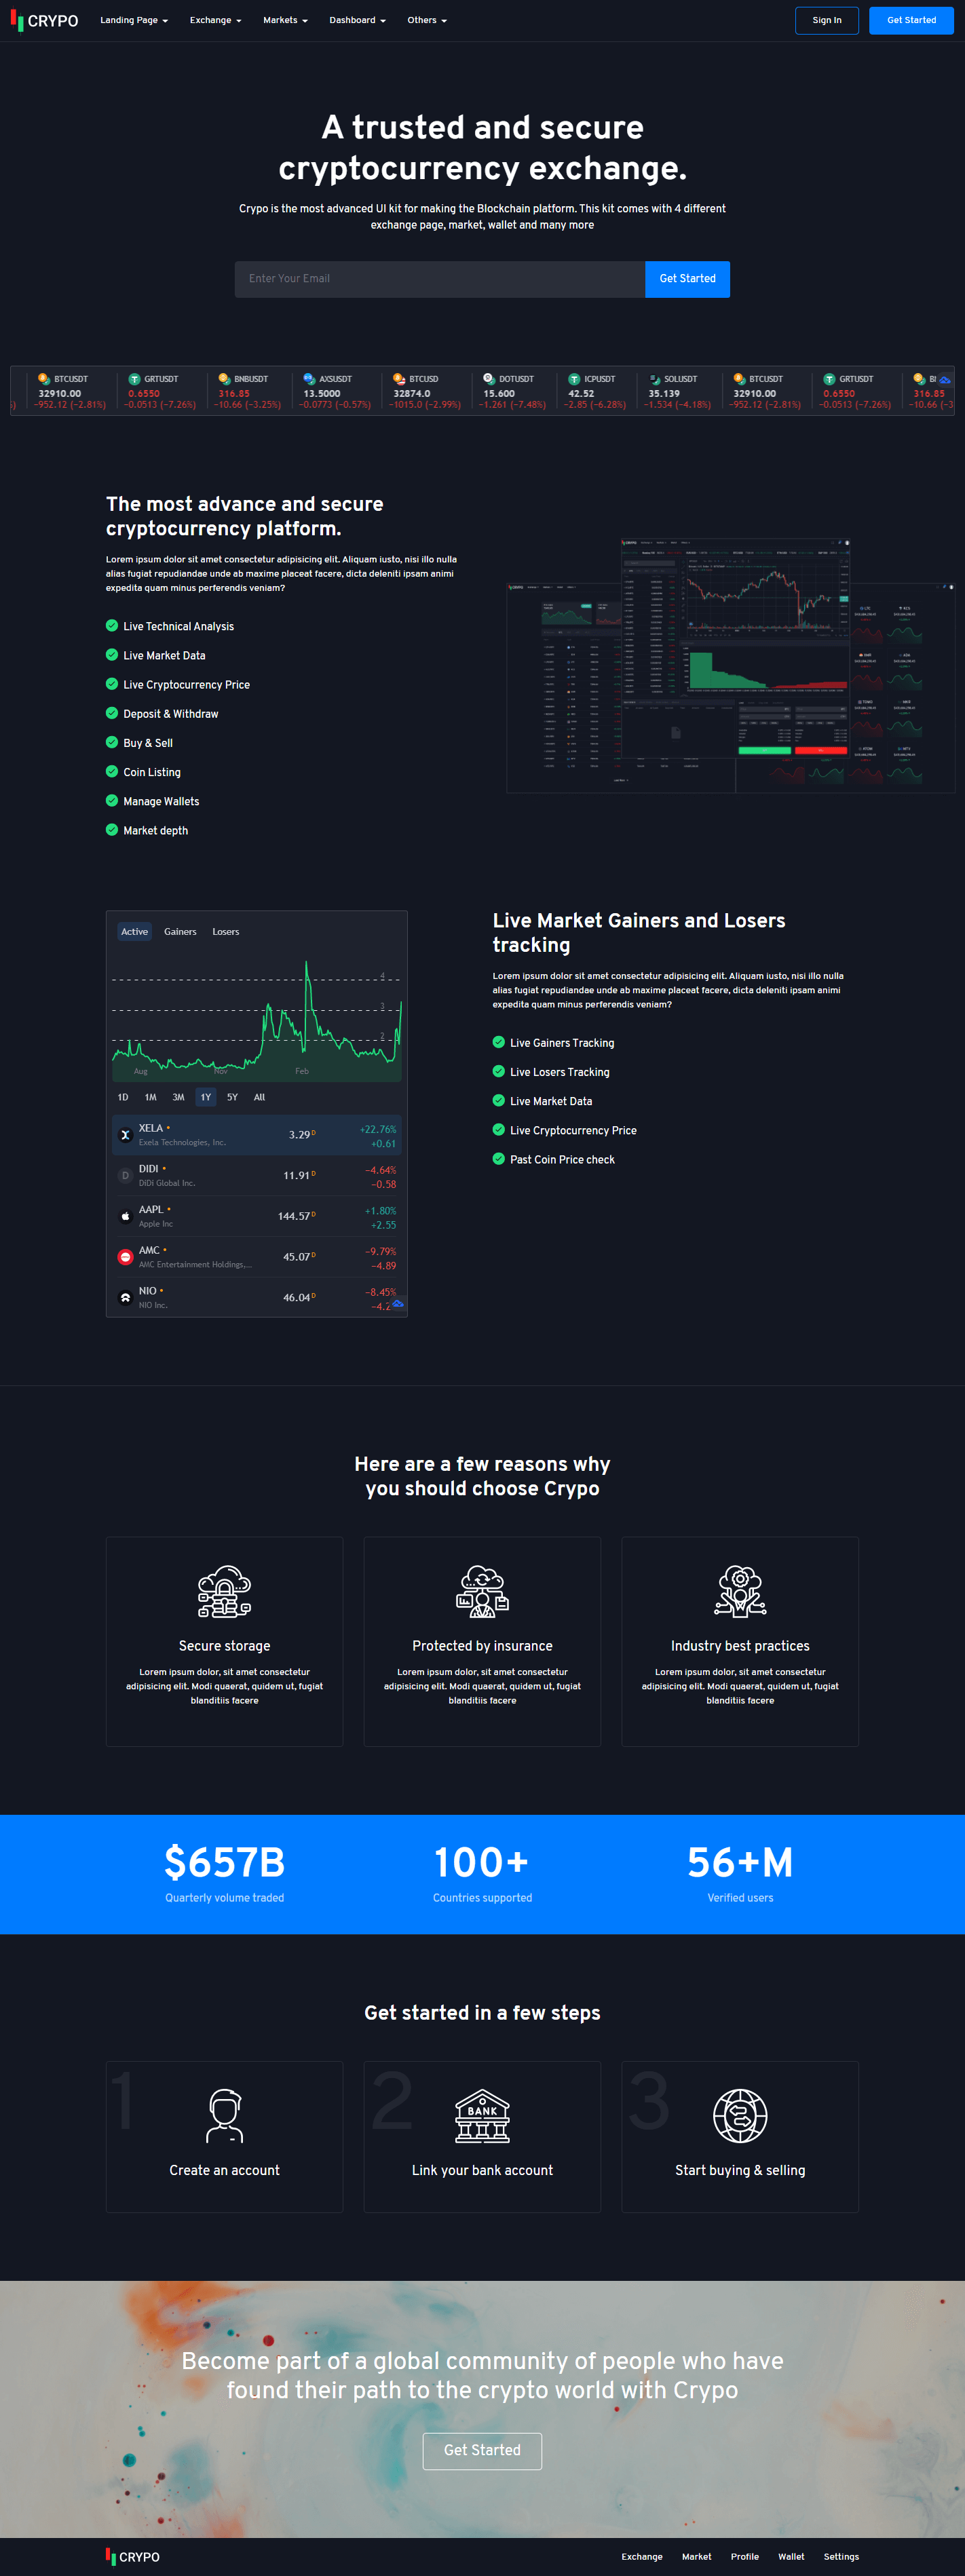 CRYPO
Landing Page
Exchange
Markets
Dashboard
Others
Sign In
Get Started
A trusted and secure
cryptocurrency exchange.
Crypo is the most advanced UI kit for making the Blockchain platform. This kit comes with 4 different
exchange page, market, wallet and many more
Enter Your Email
Get Started
BTCUSDT
32910.00
−952.12 (−2.81%)
GRTUSDT
0.6550
−0.0513 (−7.26%)
BNBUSDT
316.85
−10.66 (−3.25%)
AXSUSDT
13.5000
−0.0773 (−0.57%)
BTCUSD
32874.0
−1015.0 (−2.99%)
DOTUSDT
15.600
−1.261 (−7.48%)
ICPUSDT
42.52
−2.85 (−6.28%)
SOLUSDT
35.139
−1.534 (−4.18%)
BTCUSDT
32910.00
−952.12 (−2.81%)
GRTUSDT
0.6550
−0.0513 (−7.26%)
316.85
−10.66
The most advance and secure
cryptocurrency platform.
Lorem ipsum dolor sit amet consectetur adipisicing elit. Aliquam iusto, nisi illo nulla
alias fugiat repudiandae unde ab maxime placeat facere, dicta deleniti ipsam animi
expedita quam minus perferendis veniam?
Live Technical Analysis
Live Market Data
Live Cryptocurrency Price
Deposit & Withdraw
Buy & Sell
Coin Listing
Manage Wallets
Market depth
Active
Gainers
Losers
4
3
2
Aug
Nov
Feb
1D
1M
3M
1Y
5Y
All
XELA
Exela Technologies, Inc.
3.29 D
+22.76%
+0.61
D
DIDI
DiDi Global Inc.
11.91 D
−4.64%
−0.58
AAPL
Apple Inc
144.57 D
+1.80%
+2.55
AMC
AMC Entertainment Holdings,...
45.07 D
−9.79%
−4.89
NIO
NIO Inc.
46.04 D
−8.45%
Live Market Gainers and Losers
tracking
Lorem ipsum dolor sit amet consectetur adipisicing elit. Aliquam iusto, nisi illo nulla
alias fugiat repudiandae unde ab maxime placeat facere, dicta deleniti ipsam animi
expedita quam minus perferendis veniam?
Live Gainers Tracking
Live Losers Tracking
Live Market Data
Live Cryptocurrency Price
Past Coin Price check
Here are a few reasons why
you should choose Crypo
Secure storage
Lorem ipsum dolor, sit amet consectetur
adipisicing elit. Modi quaerat, quidem ut, fugiat
blanditiis facere
Protected by insurance
Lorem ipsum dolor, sit amet consectetur
adipisicing elit. Modi quaerat, quidem ut, fugiat
blanditiis facere
Industry best practices
Lorem ipsum dolor, sit amet consectetur
adipisicing elit. Modi quaerat, quidem ut, fugiat
blanditiis facere
$657B
Quarterly volume traded
100+
Countries supported
56+M
Verified users
Get started in a few steps
1
Create an account
2
BANK
Link your bank account
3
Start buying & selling
Become part of a global community of people who have
found their path to the crypto world with Crypo
Get Started
CRYPO
Exchange
Market
Profile
Wallet
Settings